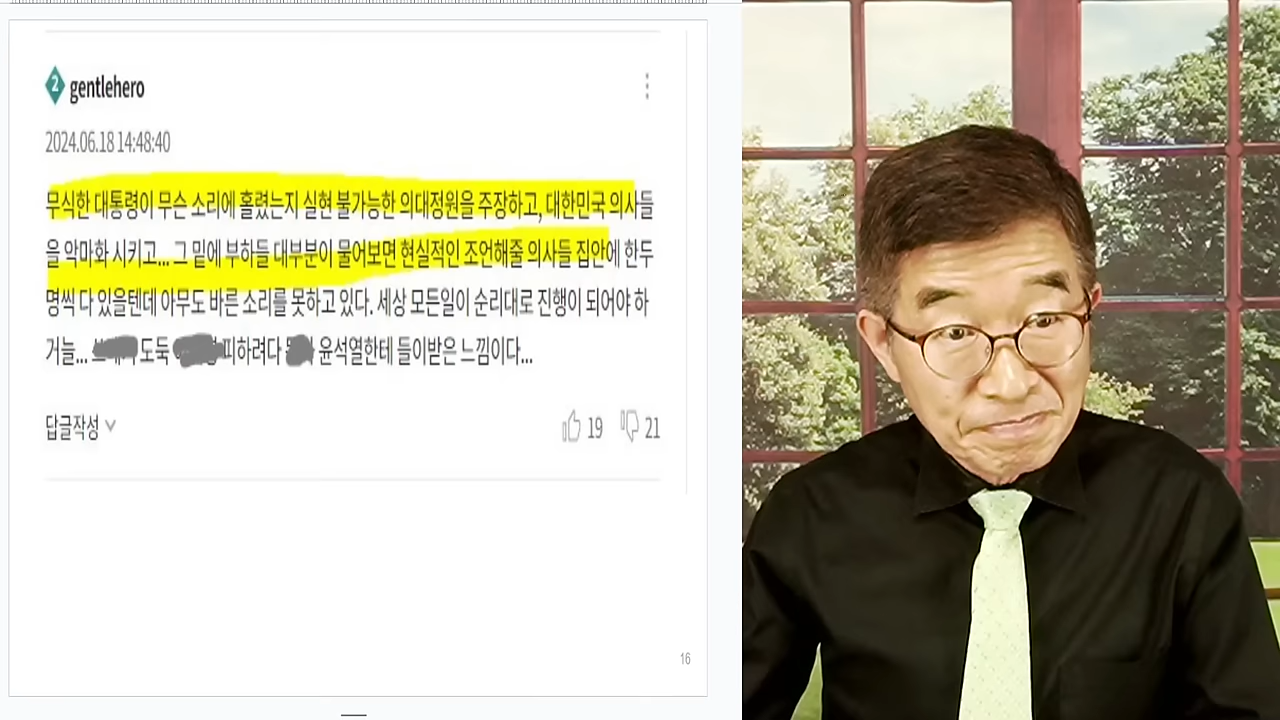 2
gentlehero
2024.06.18 14:48:40
무식한 대통령이 무슨 소리에 홀렸는지 실현 불가능한 의대정원을 주장하고, 대한민국 의사들
을 악마화 시키고... 그 밑에 부하들 대부분이 물어보면 현실적인 조언해줄 의사들 집안에 한두
명씩 다 있을텐데 아무도 바른 소리를 못하고 있다. 세상 모든일이 순리대로 진행이 되어야 하
거늘... 도둑 피하려다 윤석열한테 들이받은 느낌이다...
답글작성
19
21
16